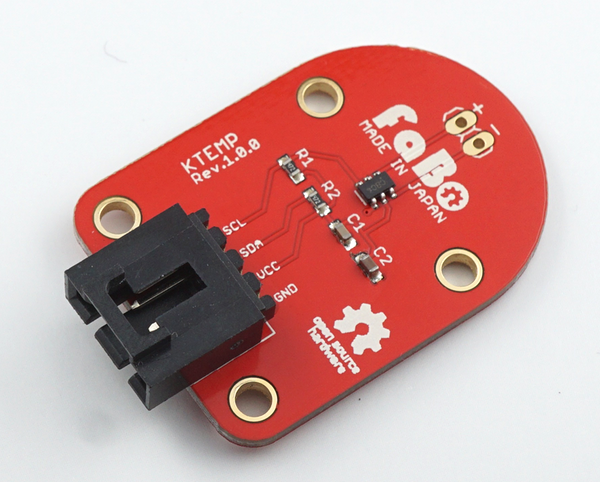 KTEMP
Rev.1.0.0
FaBo
MADE IN JAPAN
+
−
R1
R2
C1
C2
SCL
SDA
VCC
GND
open source
hardware